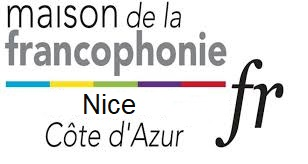 maison de la
francophonie
fr
Nice
Côte d'Azur